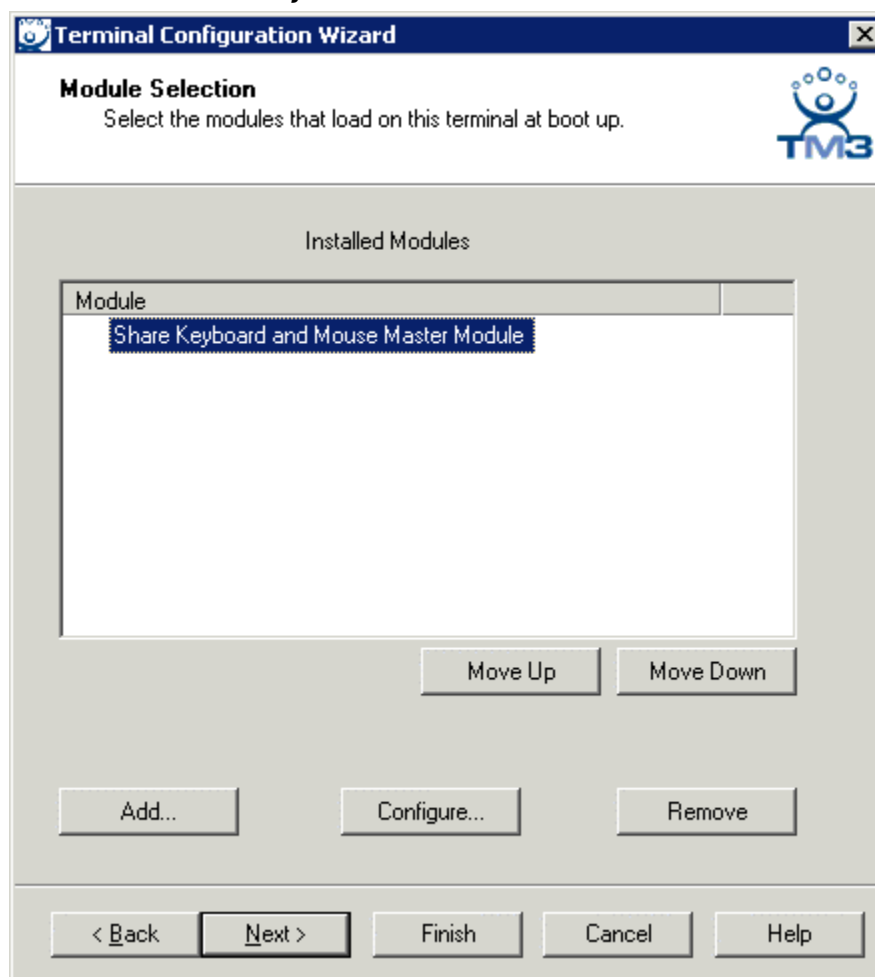 Terminal Configuration Wizard
Module Selection
Select the modules that load on this terminal at boot up.
TM3
Installed Modules
Module
Share Keyboard and Mouse Master Module
Move Up Move Down
Add... Configure... Remove
< Back Next > Finish Cancel Help